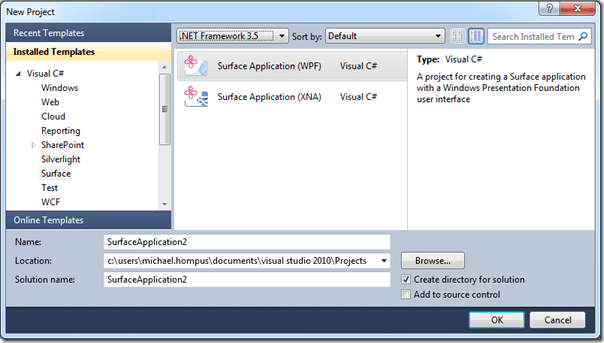 New Project
Recent Templates
.NET Framework 3.5
Sort by:
Default
Search Installed Tem
Installed Templates
Visual C#
Windows
Web
Cloud
Reporting
SharePoint
Silverlight
Surface
Test
WCF
Online Templates
Surface Application (WPF) Visual C#
Surface Application (XNA) Visual C#
Type: Visual C#
A project for creating a Surface application
with a Windows Presentation Foundation
user interface
Name:
SurfaceApplication2
Location:
c:\users\michael.hompus\documents\visual studio 2010\Projects
Browse...
Solution name:
SurfaceApplication2
Create directory for solution
Add to source control
OK
Cancel